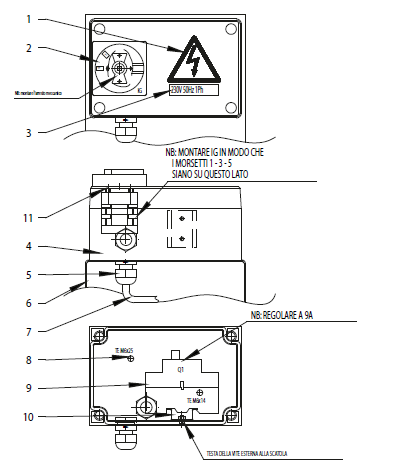 1
2
NB: montare l'arresto meccanico
IG
230V 50Hz 1Ph
3
NB: MONTARE IG IN MODO CHE
I MORSETTI 1 - 3 - 5
SIANO SU QUESTO LATO
11
4
5
6
7
NB: REGOLARE A 9A
8
TE M6x25
Q1
9
TE M6x14
10
TESTA DELLA VITE ESTERNA ALLA SCATOLA